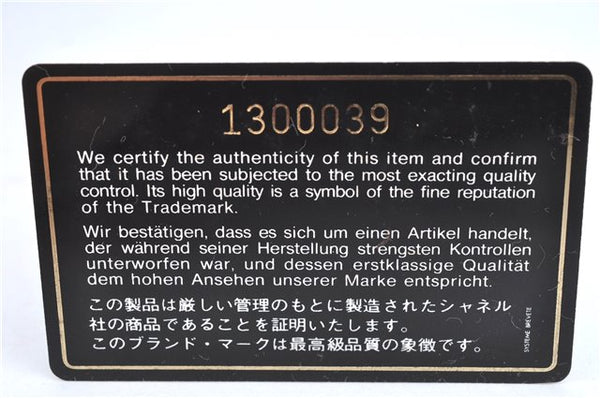 1300039
We certify the authenticity of this item and confirm
that it has been subjected to the most exacting quality
control. Its high quality is a symbol of the fine reputation
of the Trademark.
Wir bestätigen, dass es sich um einen Artikel handelt,
der während seiner Herstellung strengsten Kontrollen
unterworfen war, und dessen erstklassige Qualität
dem hohen Ansehen unserer Marke entspricht.
この製品は厳しい管理のもとに製造されたシャネル
社の商品であることを証明いたします。
このブランド・マークは最高級品質の象徴です。
SYSTEME BREVETE